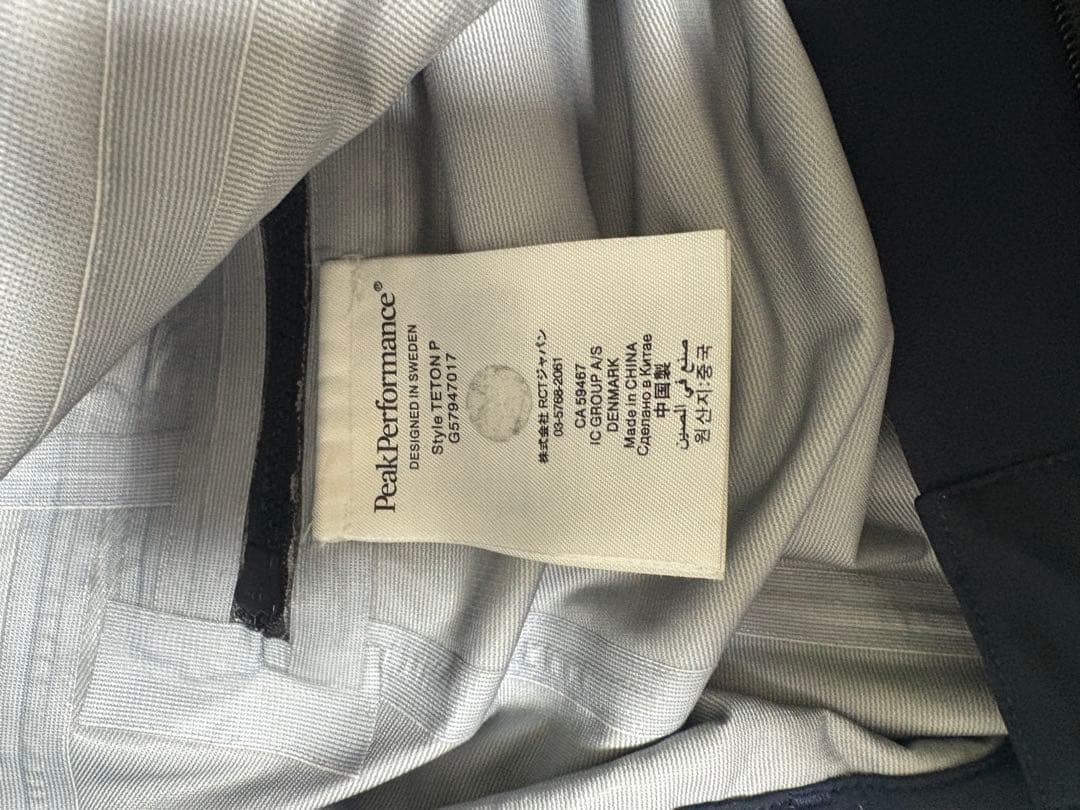 PeakPerformance®
DESIGNED IN SWEDEN
Style TETON P
G57947017
株式会社 RCTジャパン
03-5768-2061
CA 59467
IC GROUP A/S
DENMARK
Made in CHINA
Сделано в Китае
中国製
صنع في الصين
원산지:중국